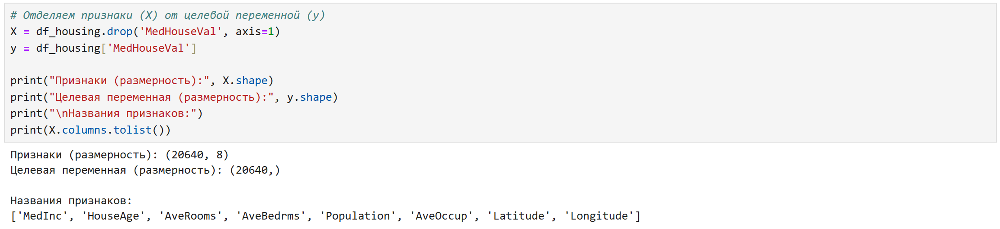 # Отделяем признаки (X) от целевой переменной (y)
X = df_housing.drop('MedHouseVal', axis=1)
y = df_housing['MedHouseVal']
print("Признаки (размерность):", X.shape)
print("Целевая переменная (размерность):", y.shape)
print("\nНазвания признаков:")
print(X.columns.tolist())
Признаки (размерность): (20640, 8)
Целевая переменная (размерность): (20640,)
Названия признаков:
['MedInc', 'HouseAge', 'AveRooms', 'AveBedrms', 'Population', 'AveOccup', 'Latitude', 'Longitude']